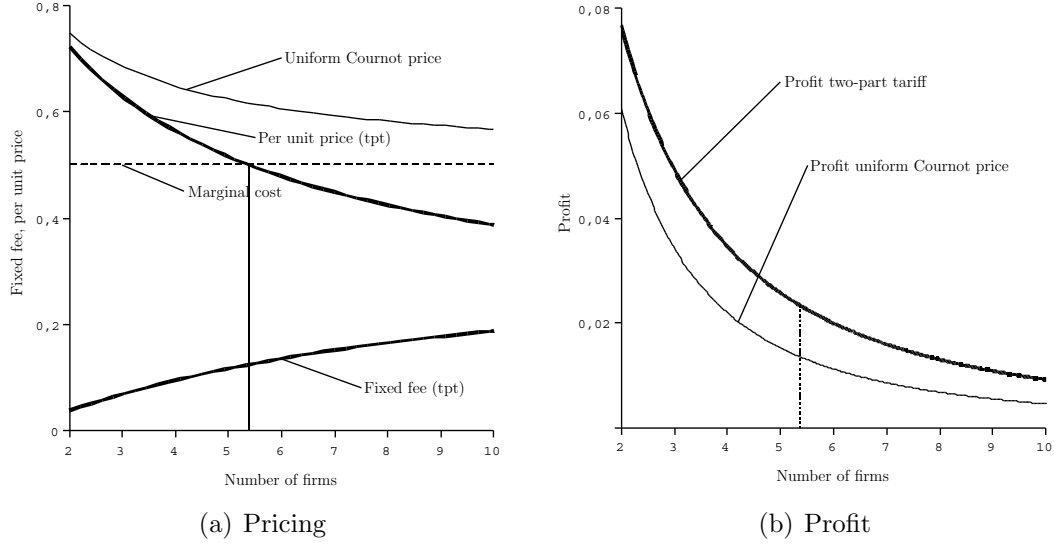 0,8
Uniform Cournot price
0,6
Per unit price (tpt)
Marginal cost
0,4
Fixed fee, per unit price
0,2
Fixed fee (tpt)
0
2 3 4 5 6 7 8 9 10
Number of firms
(a) Pricing
0,08
Profit two-part tariff
0,06
Profit uniform Cournot price
0,04
Profit
0,02
2 3 4 5 6 7 8 9 10
Number of firms
(b) Profit